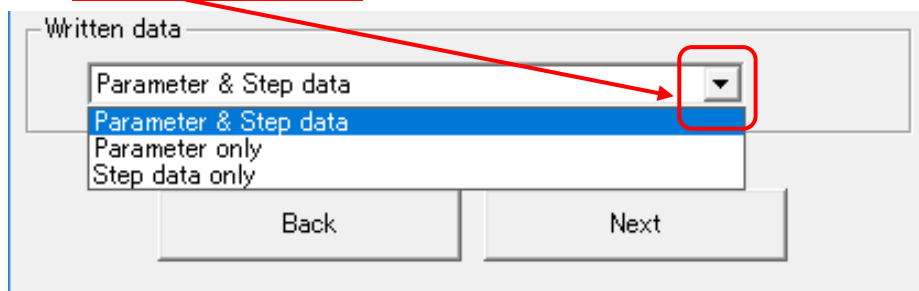 Written data
Parameter & Step data
Parameter & Step data
Parameter only
Step data only
Back Next